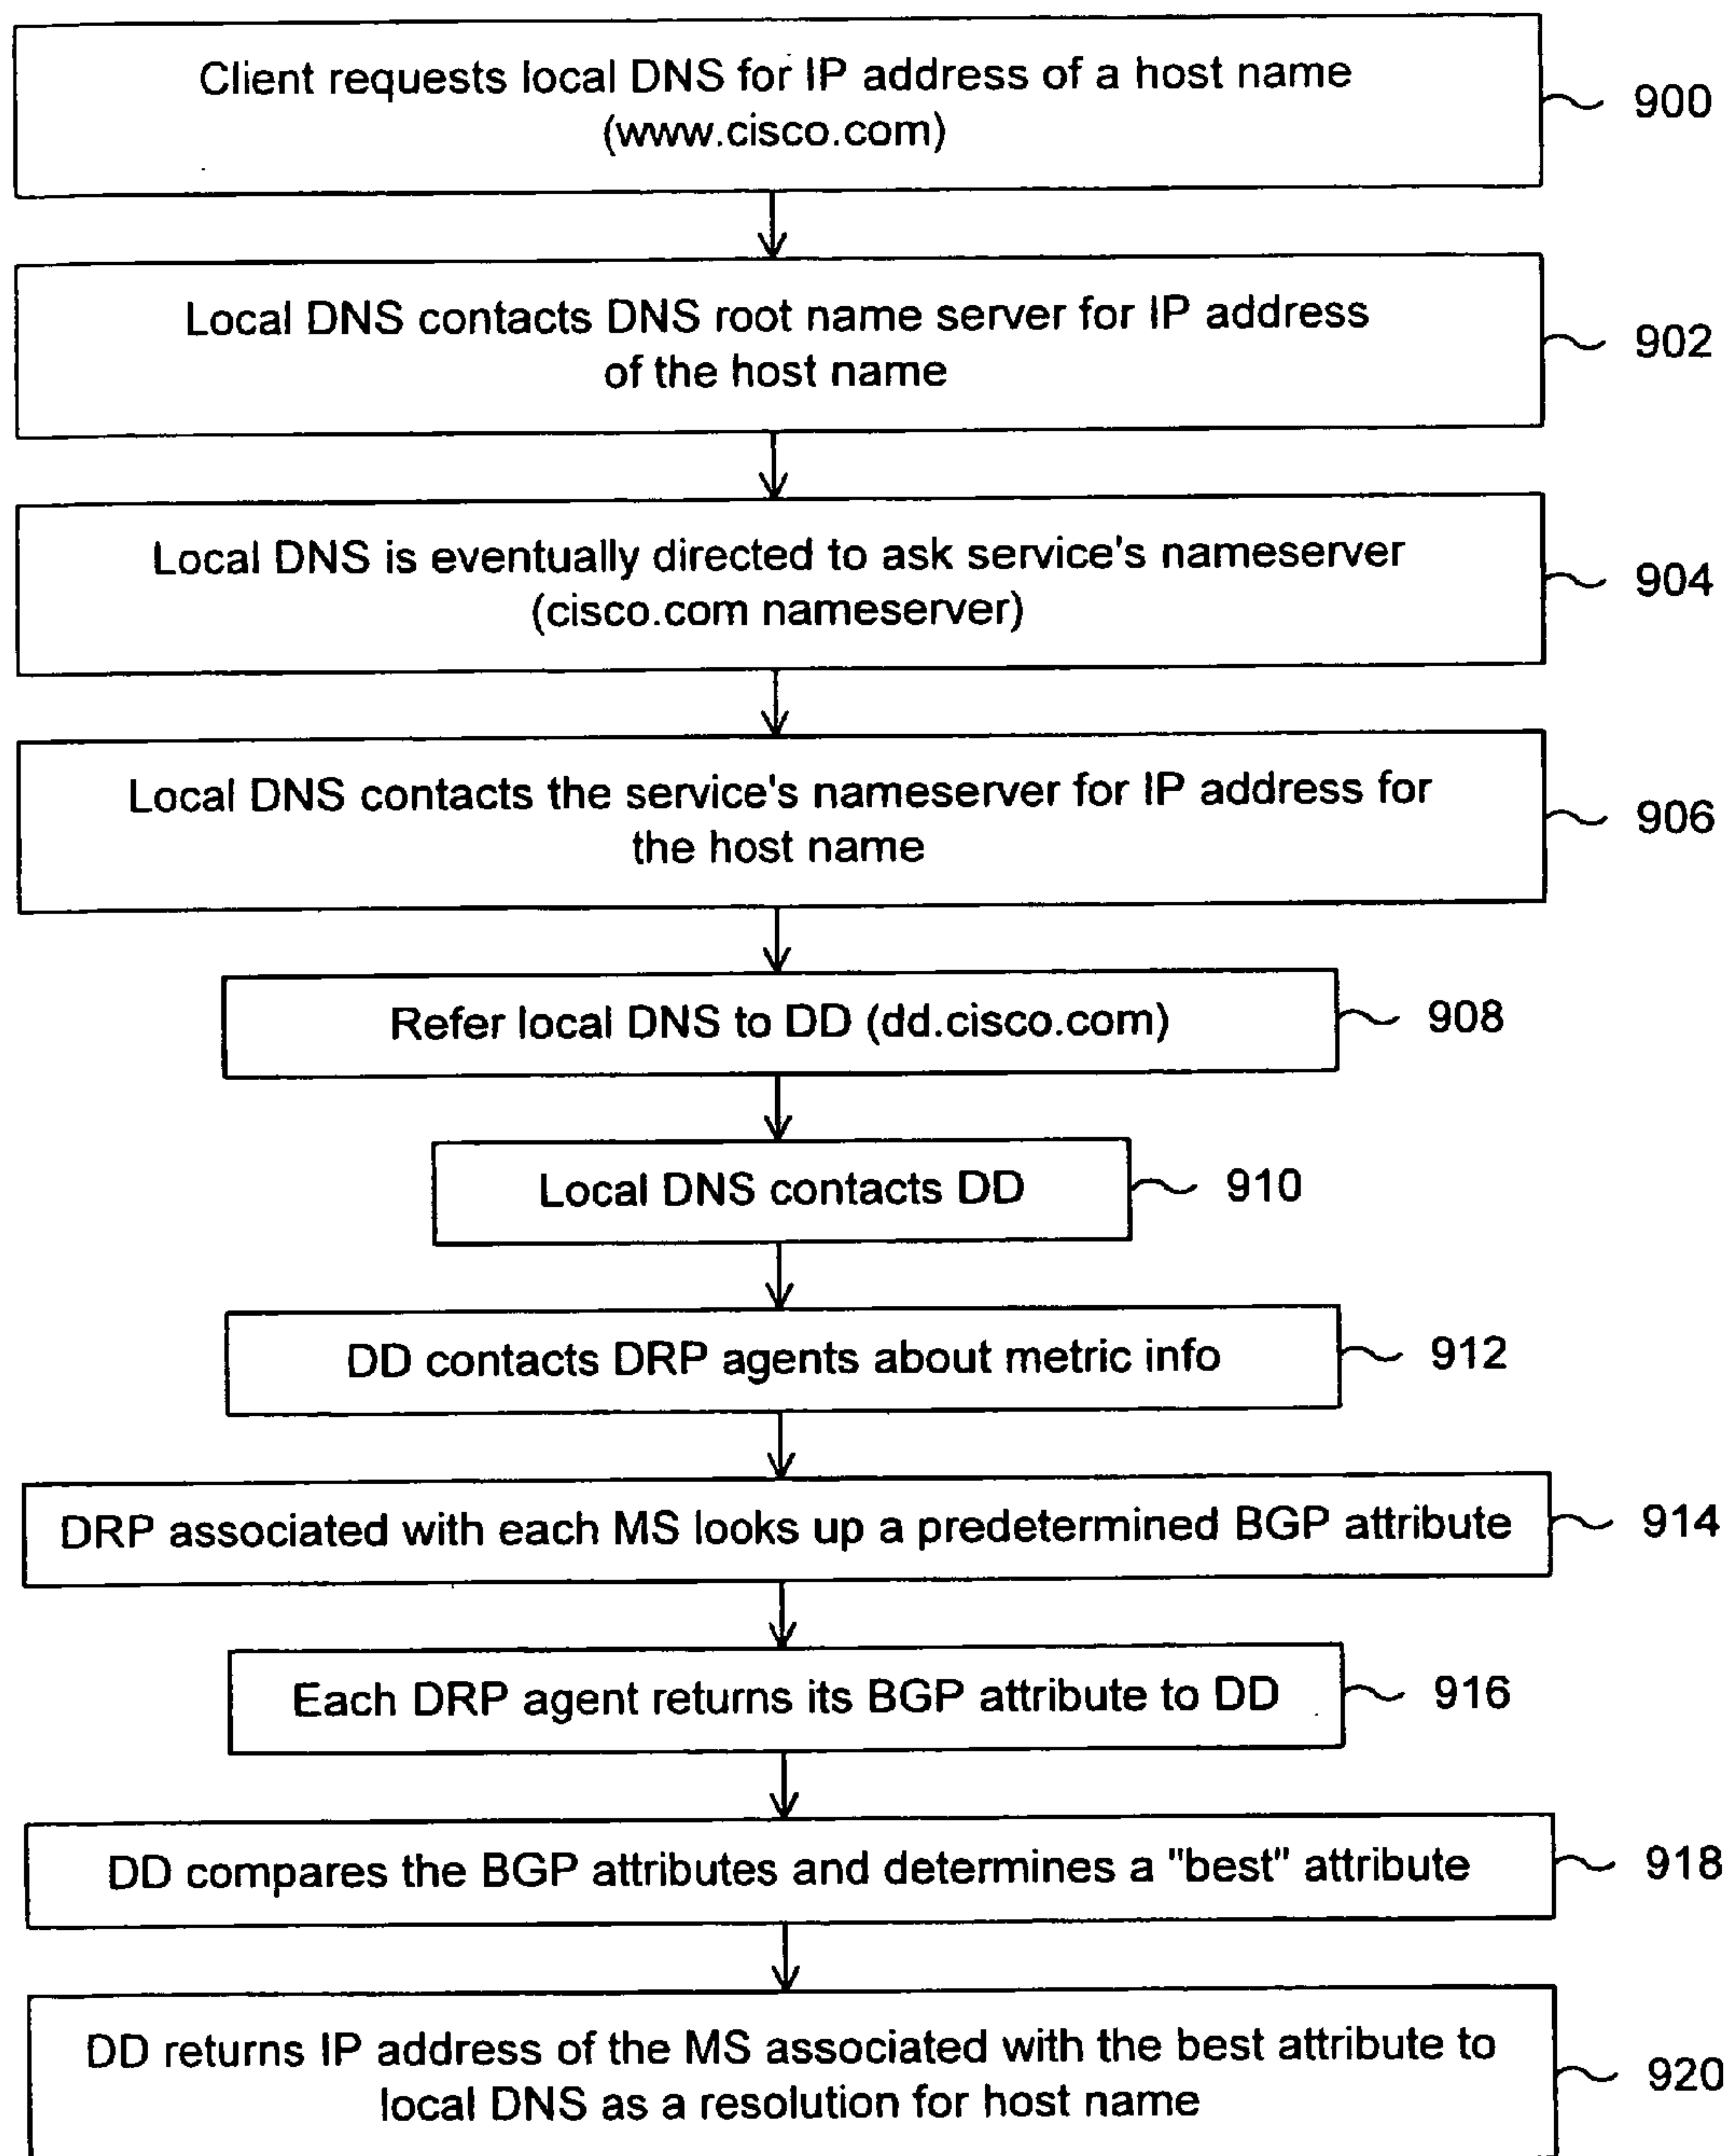 Client requests local DNS for IP address of a host name
(www.cisco.com)
900
Local DNS contacts DNS root name server for IP address
of the host name
902
Local DNS is eventually directed to ask service's nameserver
(cisco.com nameserver)
904
Local DNS contacts the service's nameserver for IP address for
the host name
906
Refer local DNS to DD (dd.cisco.com)
908
Local DNS contacts DD
910
DD contacts DRP agents about metric info
912
DRP associated with each MS looks up a predetermined BGP attribute
914
Each DRP agent returns its BGP attribute to DD
916
DD compares the BGP attributes and determines a "best" attribute
918
DD returns IP address of the MS associated with the best attribute to
local DNS as a resolution for host name
920